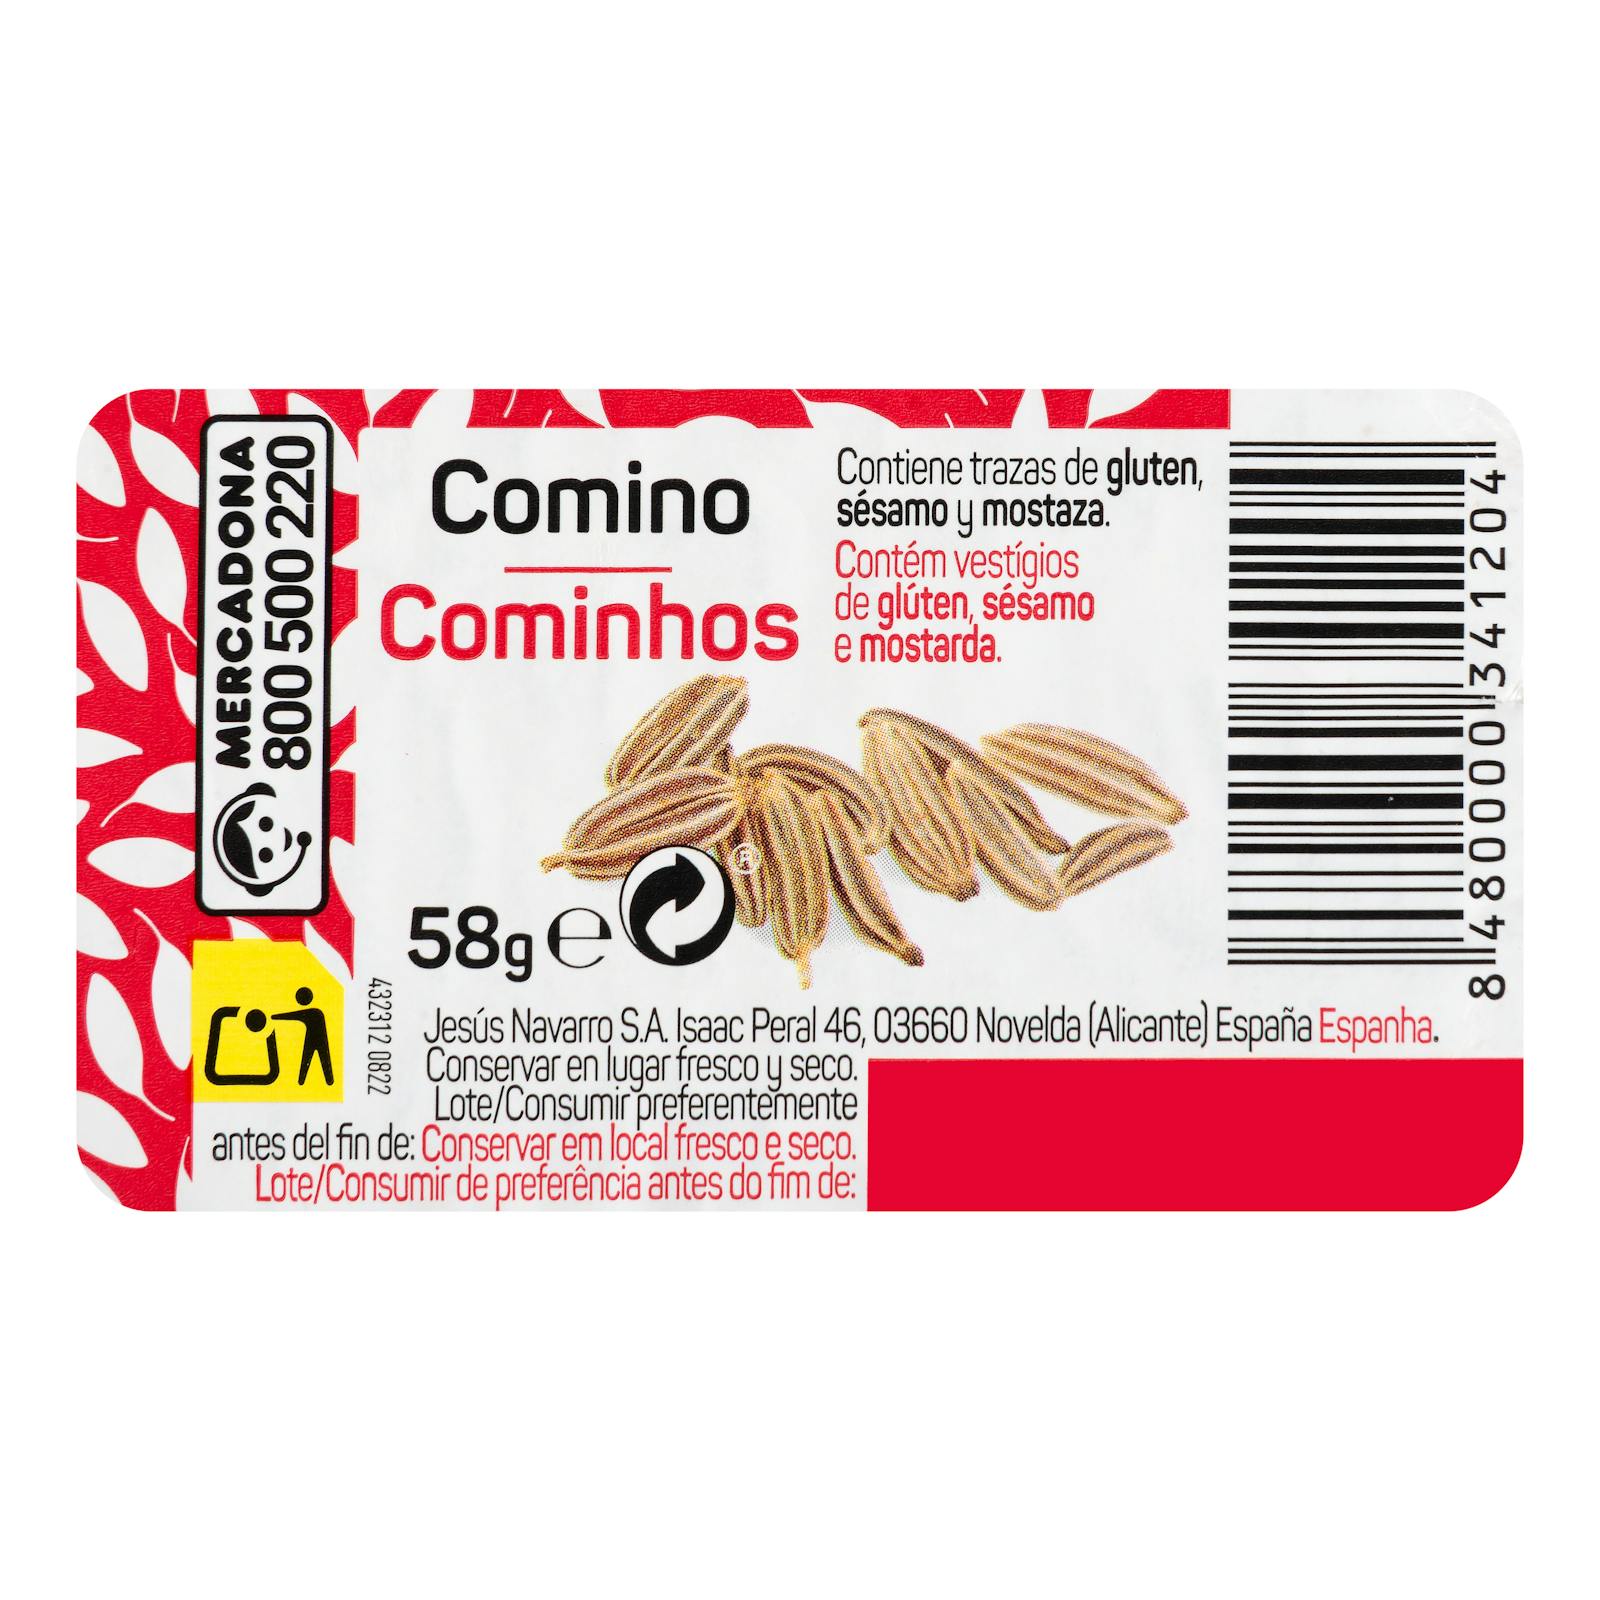 MERCADONA
800 500 220
Comino
Cominhos
Contiene trazas de gluten,
sésamo y mostaza.
Contém vestígios
de glúten, sésamo
e mostarda.
58g ℮
®
8 480000 341204
432312 0822
Jesús Navarro S.A. Isaac Peral 46, 03660 Novelda (Alicante) España Espanha.
Conservar en lugar fresco y seco.
Lote/Consumir preferentemente
antes del fin de: Conservar em local fresco e seco.
Lote/Consumir de preferência antes do fim de: